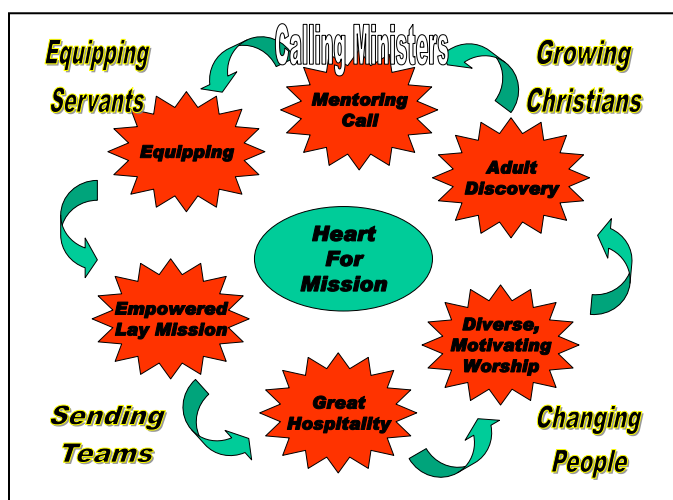 Calling Ministers
Equipping
Servants
Growing
Christians
Mentoring
Call
Equipping
Adult
Discovery
Heart
For
Mission
Empowered
Lay Mission
Diverse,
Motivating
Worship
Great
Hospitality
Sending
Teams
Changing
People